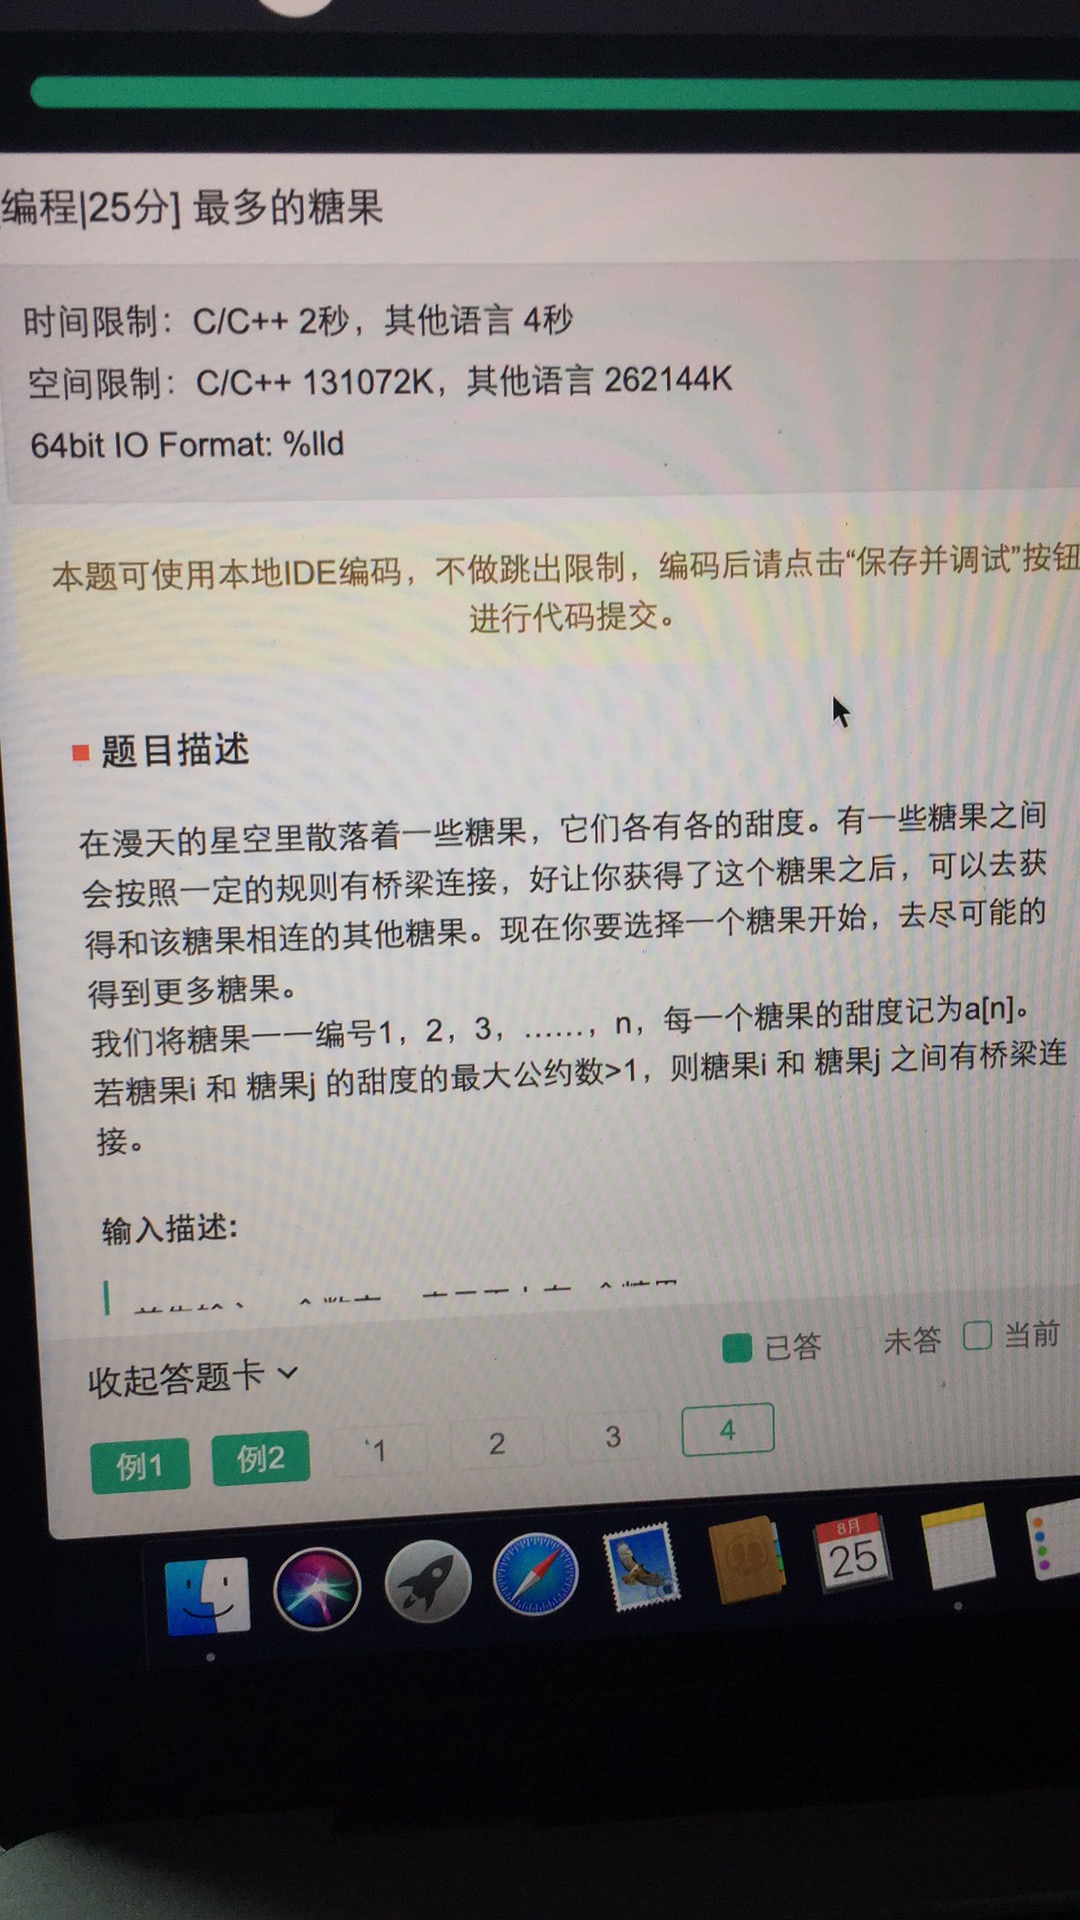 编程|25分] 最多的糖果
时间限制：C/C++ 2秒，其他语言 4秒
空间限制：C/C++ 131072K，其他语言 262144K
64bit IO Format: %lld
本题可使用本地IDE编码，不做跳出限制，编码后请点击“保存并调试”按钮
进行代码提交。
题目描述
在漫天的星空里散落着一些糖果，它们各有各的甜度。有一些糖果之间
会按照一定的规则有桥梁连接，好让你获得了这个糖果之后，可以去获
得和该糖果相连的其他糖果。现在你要选择一个糖果开始，去尽可能的
得到更多糖果。
我们将糖果一一编号1，2，3，……，n，每一个糖果的甜度记为a[n]。
若糖果i 和 糖果j 的甜度的最大公约数>1，则糖果i 和 糖果j 之间有桥梁连
接。
输入描述:
收起答题卡
已答 未答 当前
例1 例2 1 2 3 4
8月
25